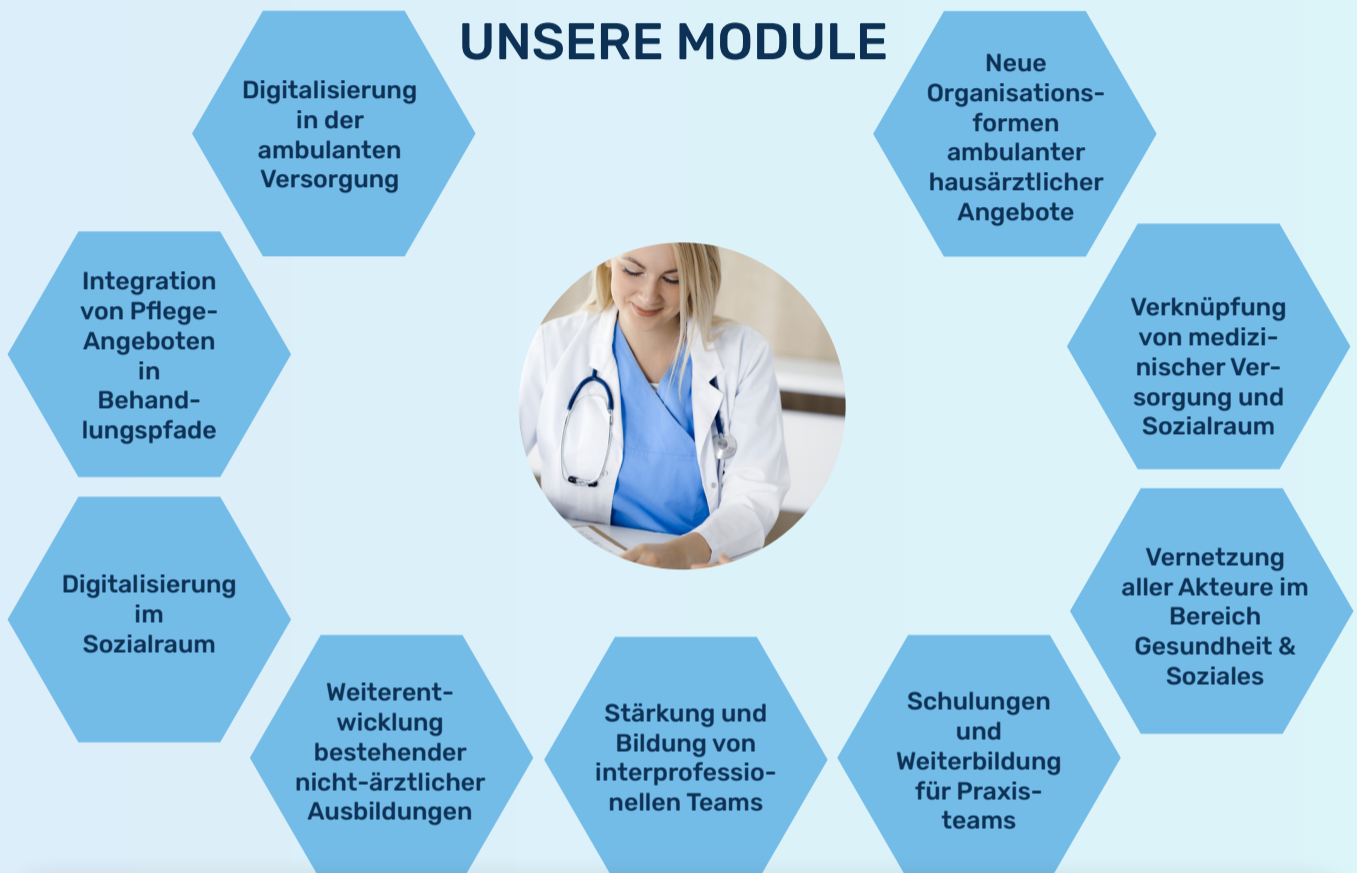 UNSERE MODULE
Digitalisierung
in der
ambulanten
Versorgung
Neue
Organisations-
formen
ambulanter
hausärztlicher
Angebote
Integration
von Pflege-
Angeboten
in
Behand-
lungspfade
Verknüpfung
von medizi-
nischer Ver-
sorgung und
Sozialraum
Digitalisierung
im
Sozialraum
Vernetzung
aller Akteure im
Bereich
Gesundheit &
Soziales
Weiterent-
wicklung
bestehender
nicht-ärztlicher
Ausbildungen
Stärkung und
Bildung von
interprofessio-
nellen Teams
Schulungen
und
Weiterbildung
für Praxis-
teams